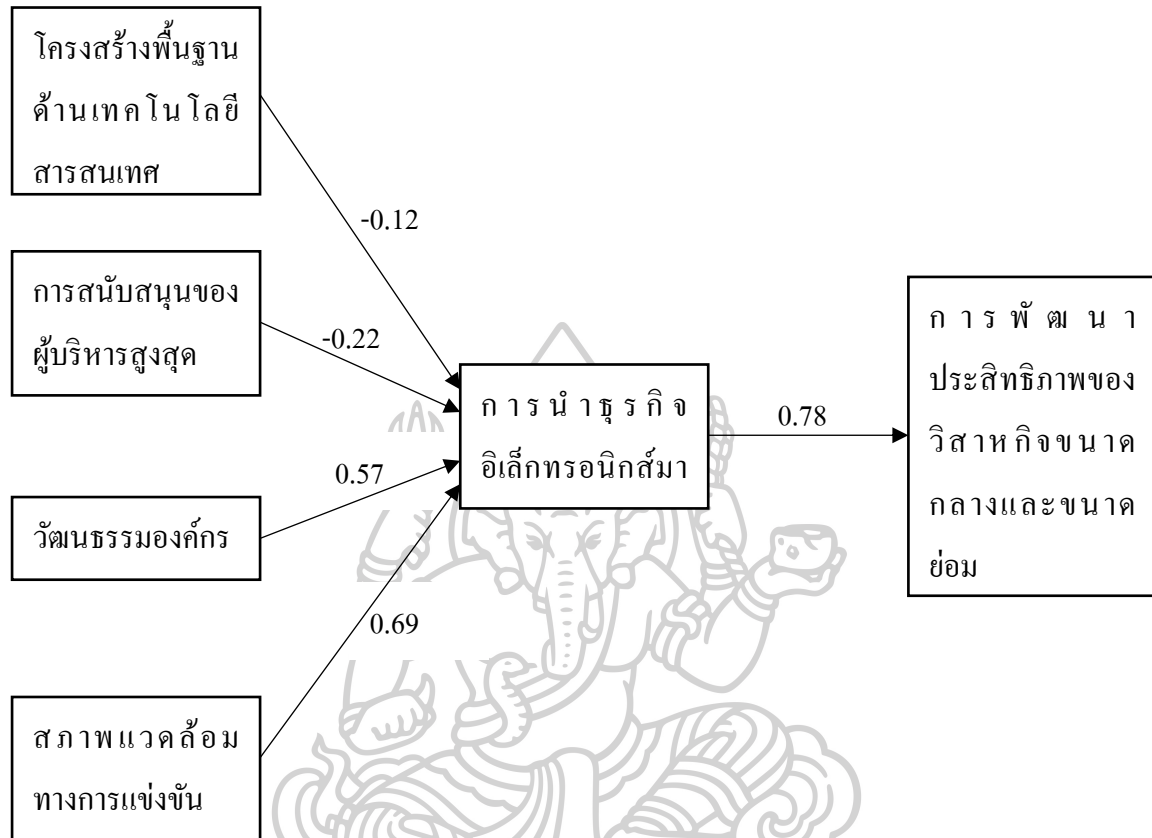 โครงสร้างพื้นฐาน
ด้านเทคโนโลยี
สารสนเทศ
-0.12
การสนับสนุนของ
ผู้บริหารสูงสุด
-0.22
วัฒนธรรมองค์กร
0.57
สภาพแวดล้อม
ทางการแข่งขัน
0.69
การนำธุรกิจ
อิเล็กทรอนิกส์มา
0.78
การพัฒนา
ประสิทธิภาพของ
วิสาหกิจขนาด
กลางและขนาด
ย่อม